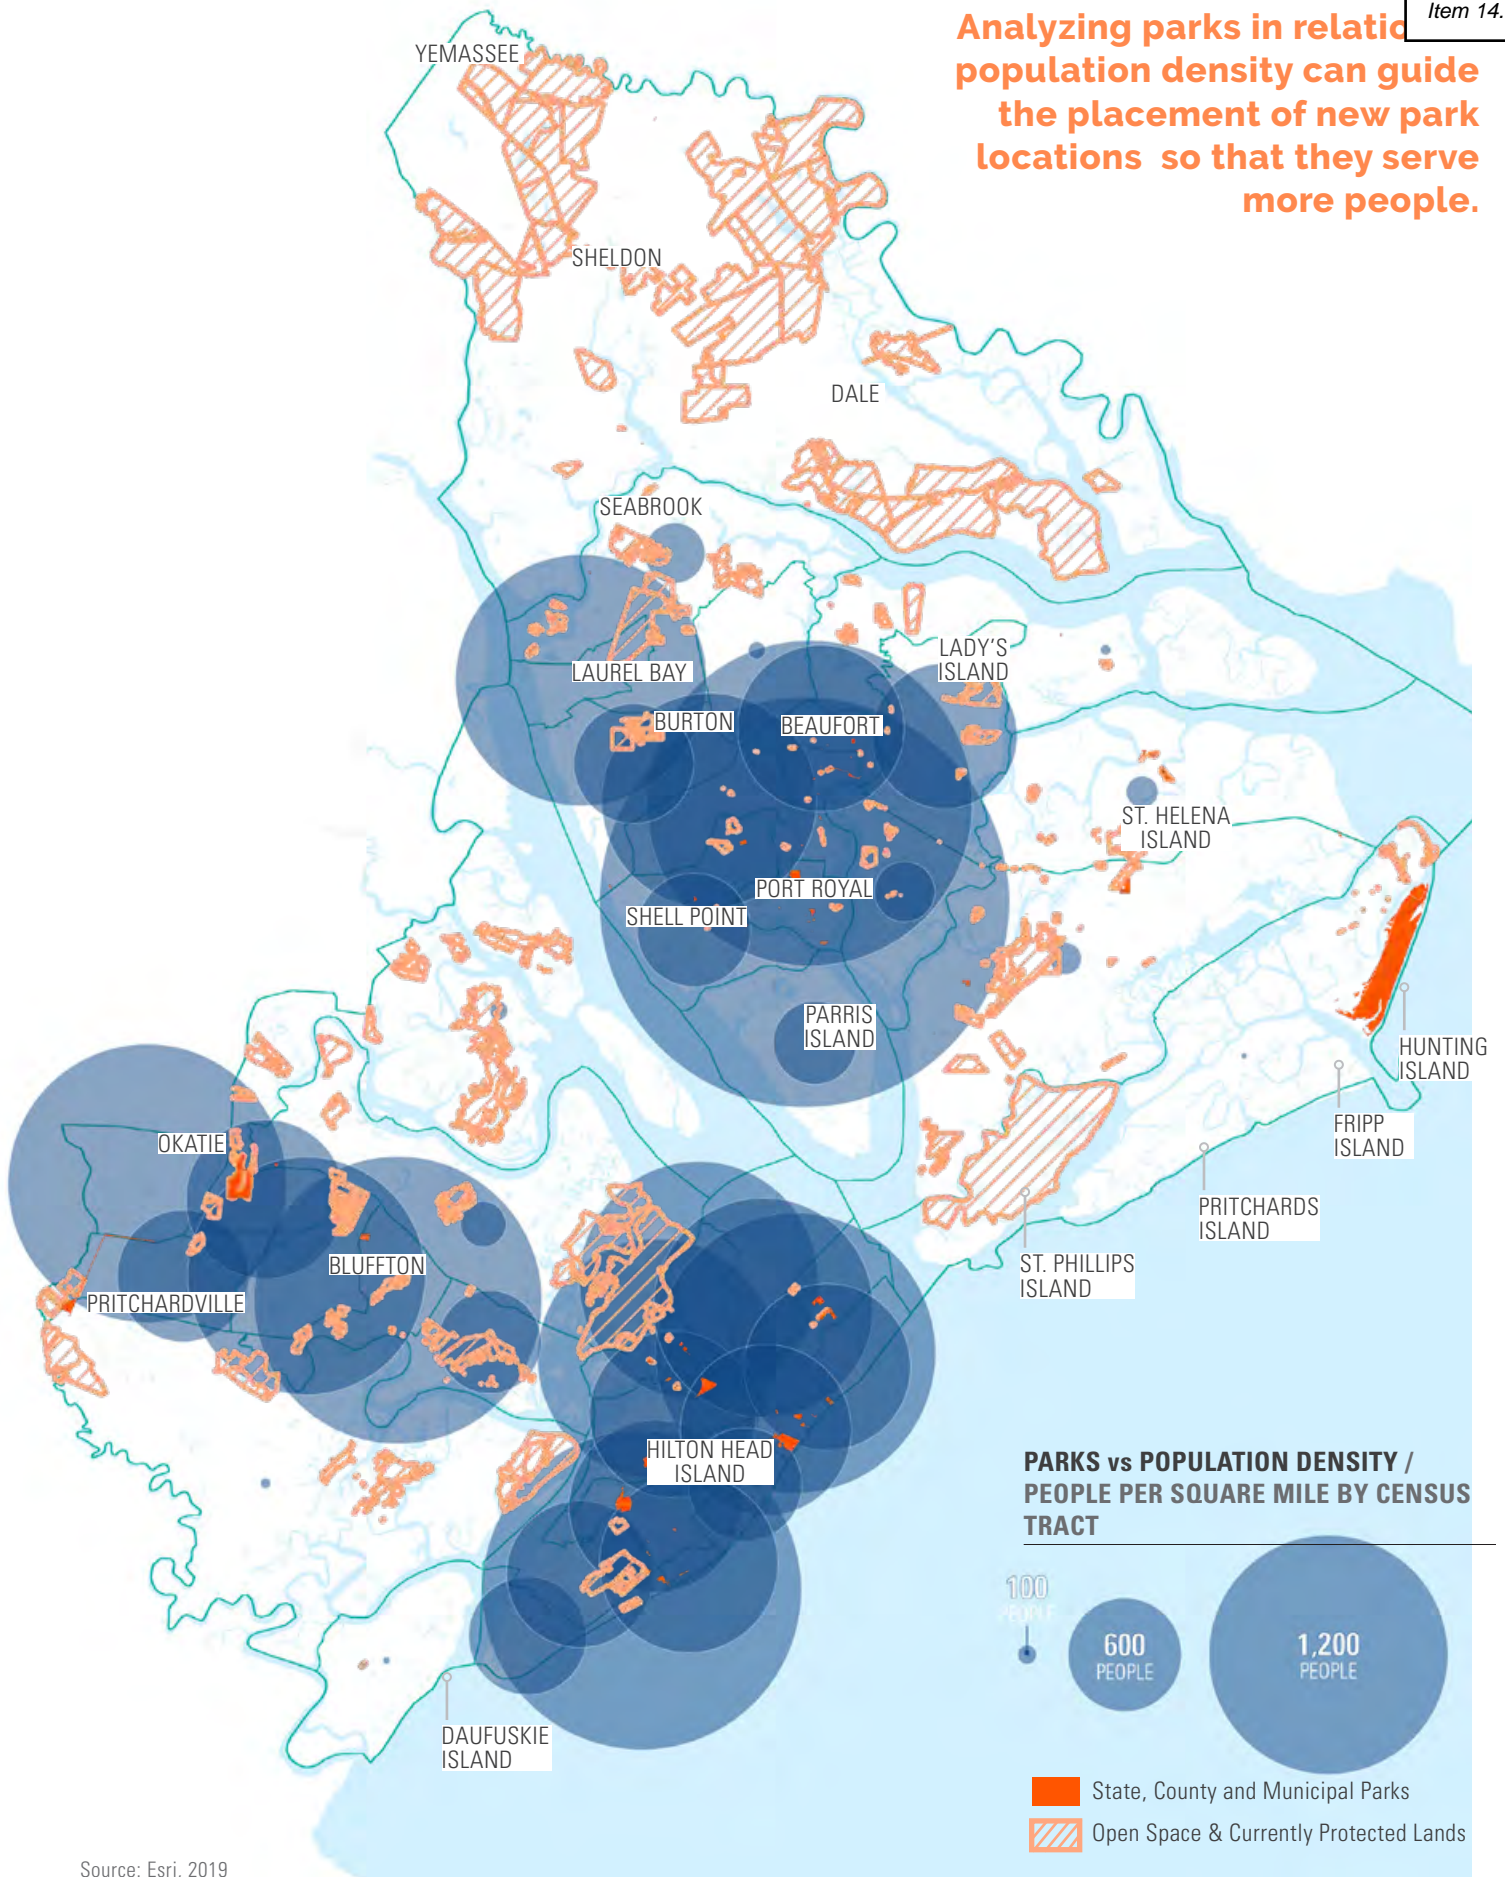 Item 14.
Analyzing parks in relatio
population density can guide
the placement of new park
locations so that they serve
more people.
YEMASSEE
SHELDON
DALE
SEABROOK
LADY'S
ISLAND
LAUREL BAY
BURTON
BEAUFORT
ST. HELENA
ISLAND
PORT ROYAL
SHELL POINT
PARRIS
ISLAND
HUNTING
ISLAND
FRIPP
ISLAND
OKATIE
PRITCHARDS
ISLAND
BLUFFTON
ST. PHILLIPS
ISLAND
PRITCHARDVILLE
HILTON HEAD
ISLAND
DAUFUSKIE
ISLAND
PARKS vs POPULATION DENSITY /
PEOPLE PER SQUARE MILE BY CENSUS
TRACT
100
PEOPLE
600
PEOPLE
1,200
PEOPLE
State, County and Municipal Parks
Open Space & Currently Protected Lands
Source: Esri, 2019